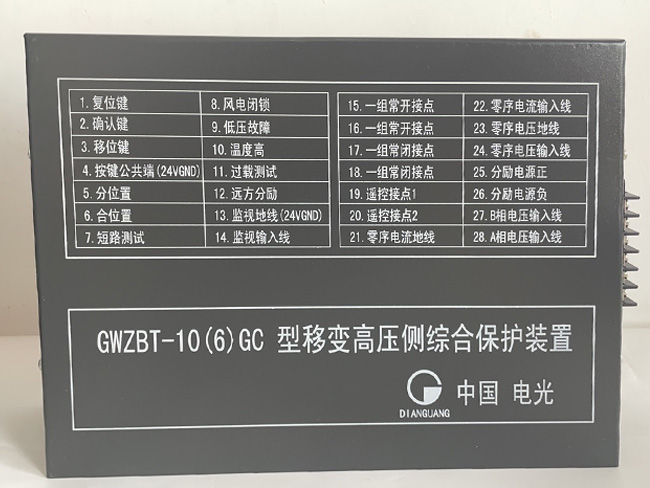 1.复位键
2.确认键
3.移位键
4.按键公共端(24VGND)
5.分位置
6.合位置
7.短路测试
8.风电闭锁
9.低压故障
10.温度高
11.过载测试
12.远方分励
13.监视地线(24VGND)
14.监视输入线
15.一组常开接点
16.一组常开接点
17.一组常闭接点
18.一组常闭接点
19.遥控接点1
20.遥控接点2
21.零序电流地线
22.零序电流输入线
23.零序电压地线
24.零序电压输入线
25.分励电源正
26.分励电源负
27.B相电压输入线
28.A相电压输入线
GWZBT-10(6)GC 型移变高压侧综合保护装置
中国 电光
DIANGUANG